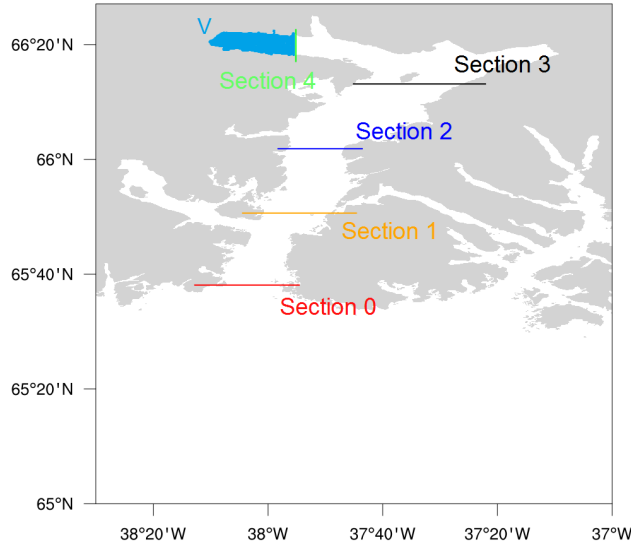 V
66°20'N
Section 3
Section 4
Section 2
66°N
Section 1
65°40'N
Section 0
65°20'N
65°N
38°20'W
38°W
37°40'W
37°20'W
37°W